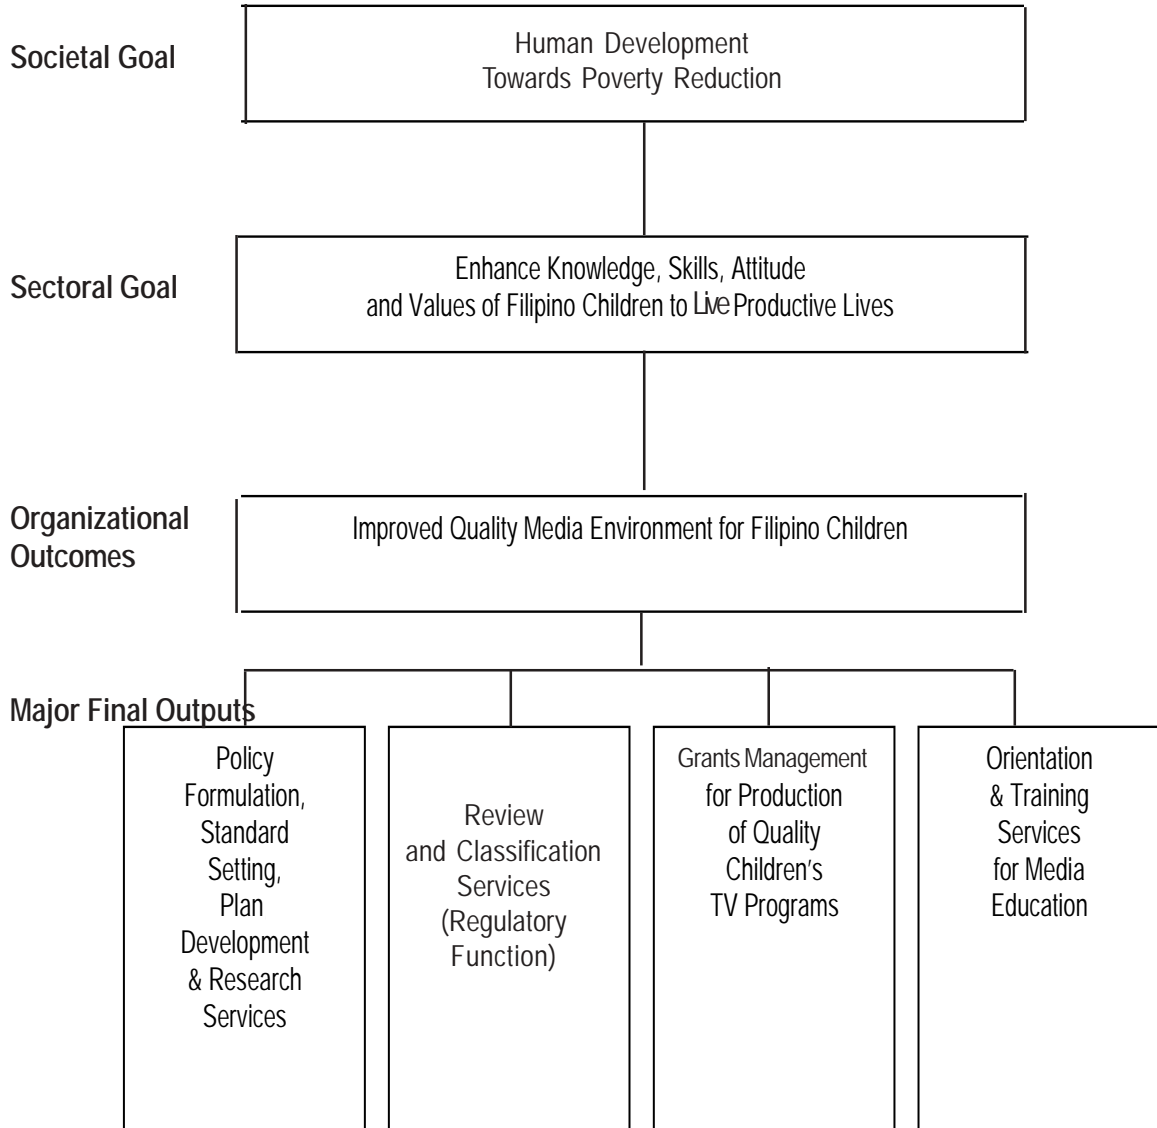 Societal Goal
Human Development
Towards Poverty Reduction
Sectoral Goal
Enhance Knowledge, Skills, Attitude
and Values of Filipino Children to Live Productive Lives
Organizational
Outcomes
Improved Quality Media Environment for Filipino Children
Major Final Outputs
Policy
Formulation,
Standard
Setting,
Plan
Development
& Research
Services
Review
and Classification
Services
(Regulatory
Function)
Grants Management
for Production
of Quality
Children's
TV Programs
Orientation
& Training
Services
for Media
Education